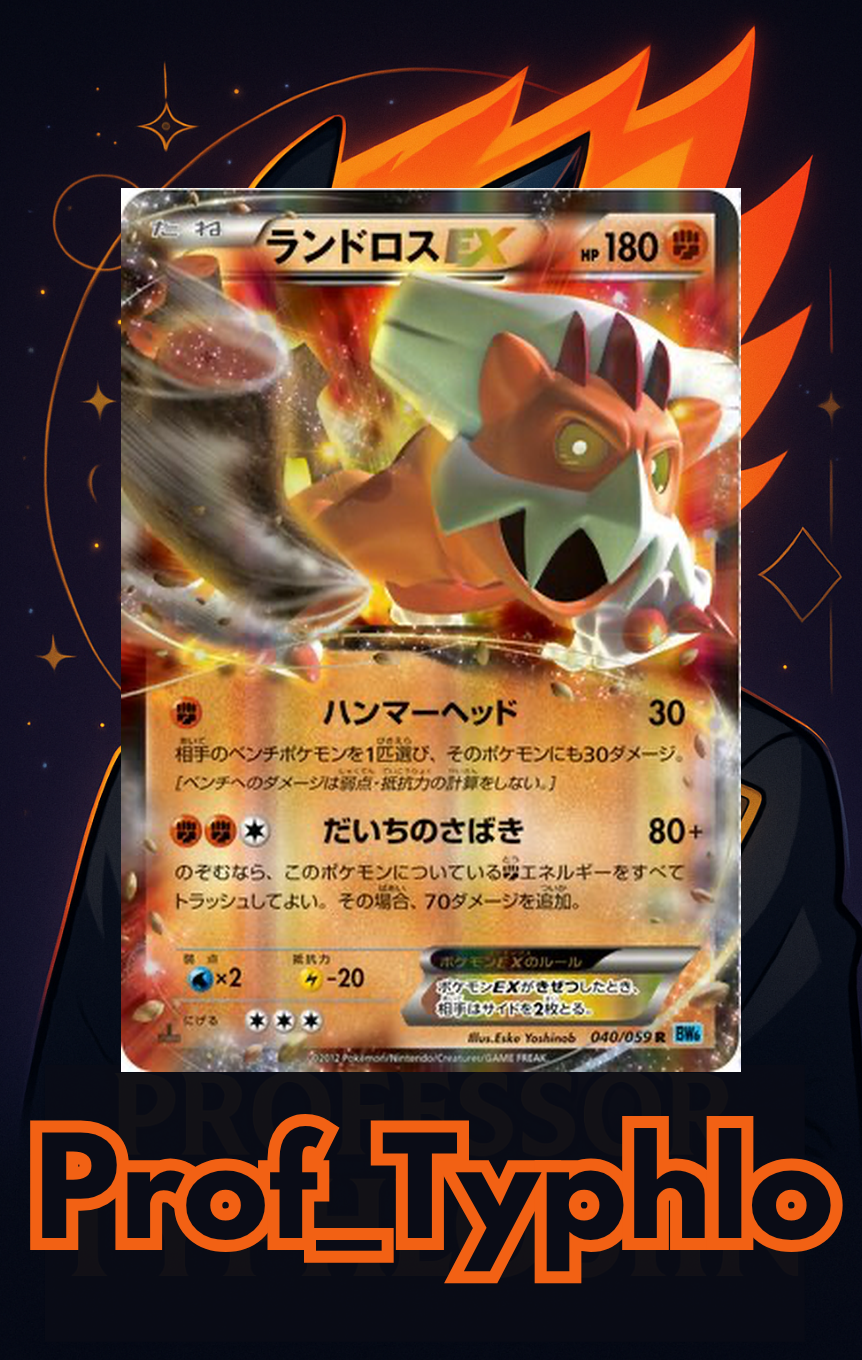 たね
ランドロスEX
HP 180
ハンマーヘッド 30
相手のベンチポケモンを1匹選び、そのポケモンにも30ダメージ。
[ベンチへのダメージは弱点・抵抗力の計算をしない。]
だいちのさばき 80+
のぞむなら、このポケモンについている闘エネルギーをすべて
トラッシュしてよい。その場合、70ダメージを追加。
弱点 抵抗力
×2 -20
ポケモンEXのルール
ポケモンEXがきぜつしたとき、
相手はサイドを2枚とる。
にげる
Illus.Eske Yoshinob 040/059 R BW6
©2012 Pokémon/Nintendo/Creatures/GAME FREAK.
PROFESSOR
Prof_Typhlo